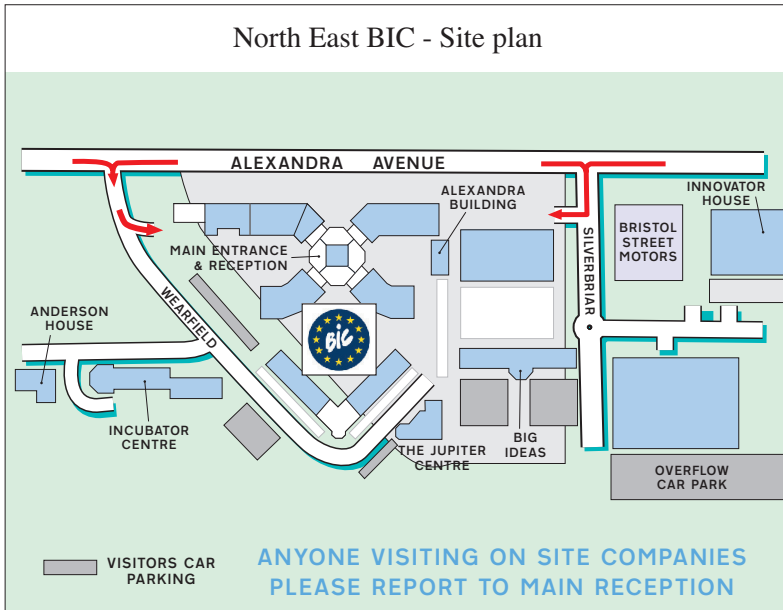 North East BIC - Site plan
ALEXANDRA AVENUE
ALEXANDRA
BUILDING
INNOVATOR
HOUSE
BRISTOL
STREET
MOTORS
SILVERBRIAR
MAIN ENTRANCE
& RECEPTION
WEARFIELD
ANDERSON
HOUSE
BIC
INCUBATOR
CENTRE
THE JUPITER
CENTRE
BIG
IDEAS
OVERFLOW
CAR PARK
VISITORS CAR
PARKING
ANYONE VISITING ON SITE COMPANIES
PLEASE REPORT TO MAIN RECEPTION